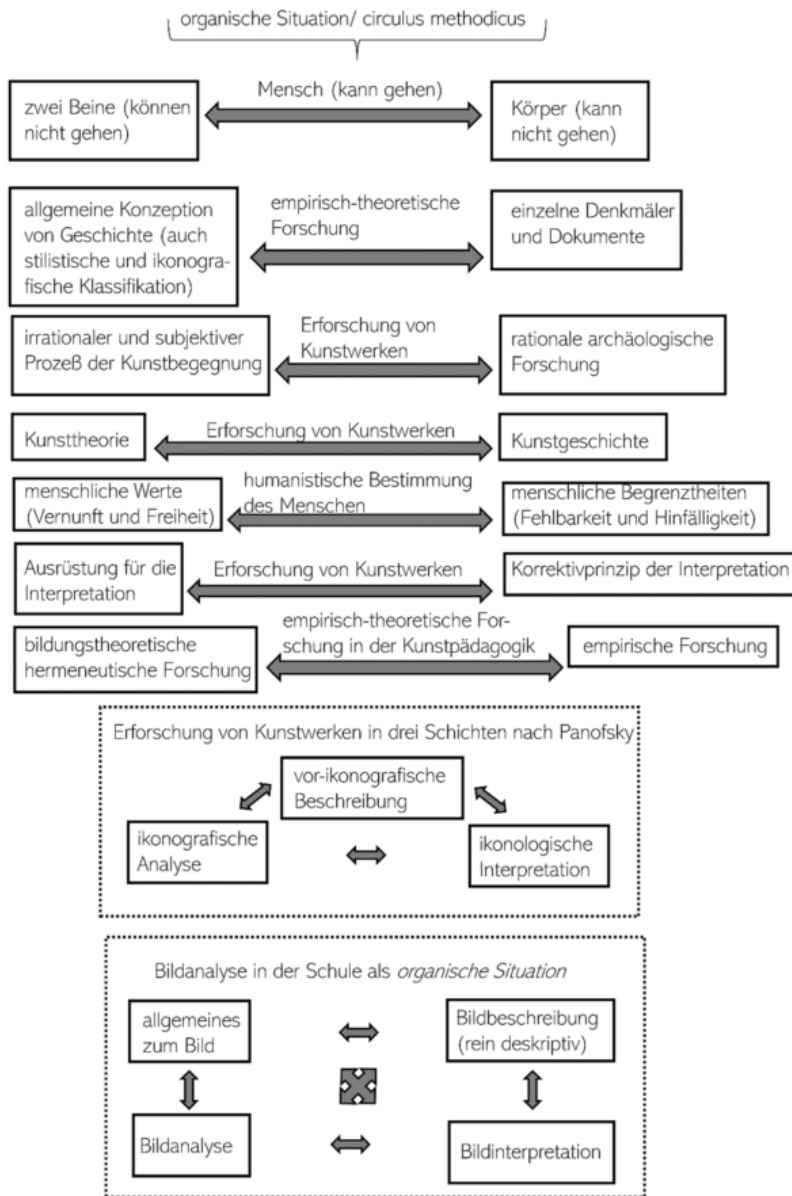 organische Situation/ circulus methodicus
zwei Beine (können
nicht gehen)
Mensch (kann gehen)
Körper (kann
nicht gehen)
allgemeine Konzeption
von Geschichte (auch
stilistische und ikonogra-
fische Klassifikation)
empirisch-theoretische
Forschung
einzelne Denkmäler
und Dokumente
irrationaler und subjektiver
Prozeß der Kunstbegegnung
Erforschung von
Kunstwerken
rationale archäologische
Forschung
Kunsttheorie
Erforschung von Kunstwerken
Kunstgeschichte
menschliche Werte
(Vernunft und Freiheit)
humanistische Bestimmung
des Menschen
menschliche Begrenztheiten
(Fehlbarkeit und Hinfälligkeit)
Ausrüstung für die
Interpretation
Erforschung von Kunstwerken
Korrektivprinzip der Interpretation
bildungstheoretische
hermeneutische Forschung
empirisch-theoretische For-
schung in der Kunstpädagogik
empirische Forschung
Erforschung von Kunstwerken in drei Schichten nach Panofsky
vor-ikonografische
Beschreibung
ikonografische
Analyse
ikonologische
Interpretation
Bildanalyse in der Schule als organische Situation
allgemeines
zum Bild
Bildbeschreibung
(rein deskriptiv)
Bildanalyse
Bildinterpretation